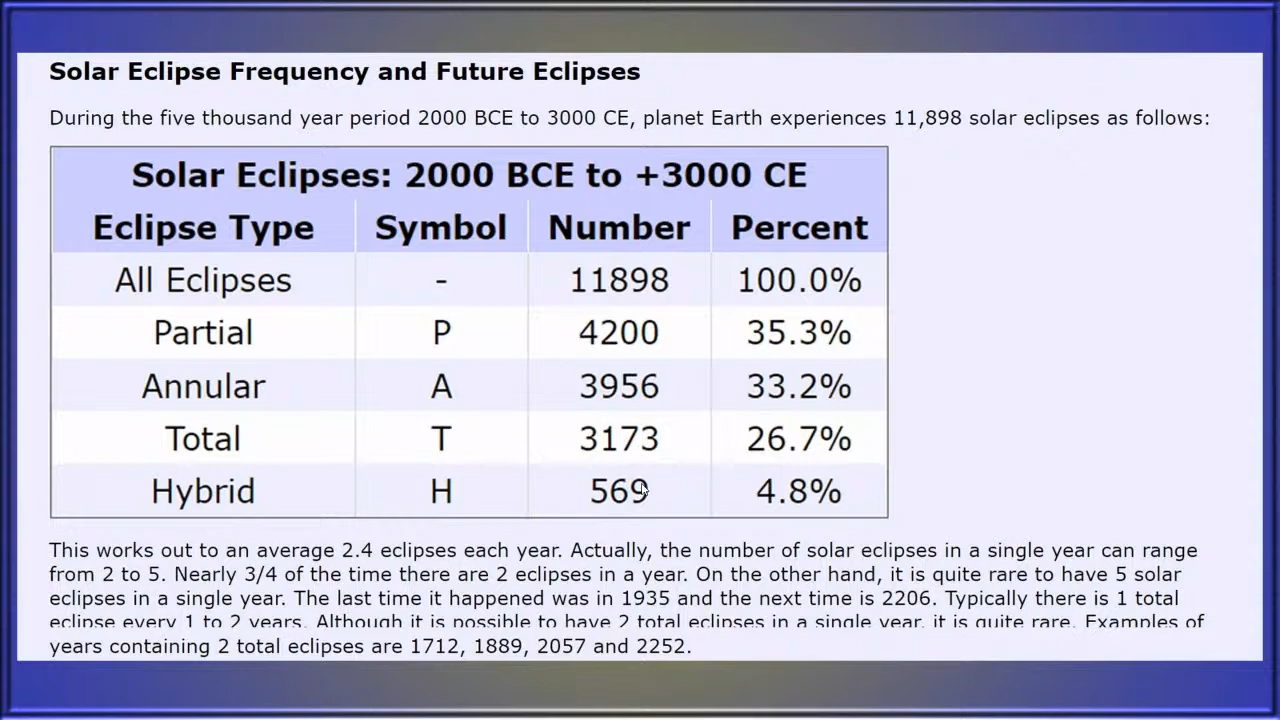 Solar Eclipse Frequency and Future Eclipses
During the five thousand year period 2000 BCE to 3000 CE, planet Earth experiences 11,898 solar eclipses as follows:
Solar Eclipses: 2000 BCE to +3000 CE
Eclipse Type Symbol Number Percent
All Eclipses - 11898 100.0%
Partial P 4200 35.3%
Annular A 3956 33.2%
Total T 3173 26.7%
Hybrid H 569 4.8%
This works out to an average 2.4 eclipses each year. Actually, the number of solar eclipses in a single year can range
from 2 to 5. Nearly 3/4 of the time there are 2 eclipses in a year. On the other hand, it is quite rare to have 5 solar
eclipses in a single year. The last time it happened was in 1935 and the next time is 2206. Typically there is 1 total
eclipse every 1 to 2 years. Although it is possible to have 2 total eclipses in a single year, it is quite rare. Examples of
years containing 2 total eclipses are 1712, 1889, 2057 and 2252.